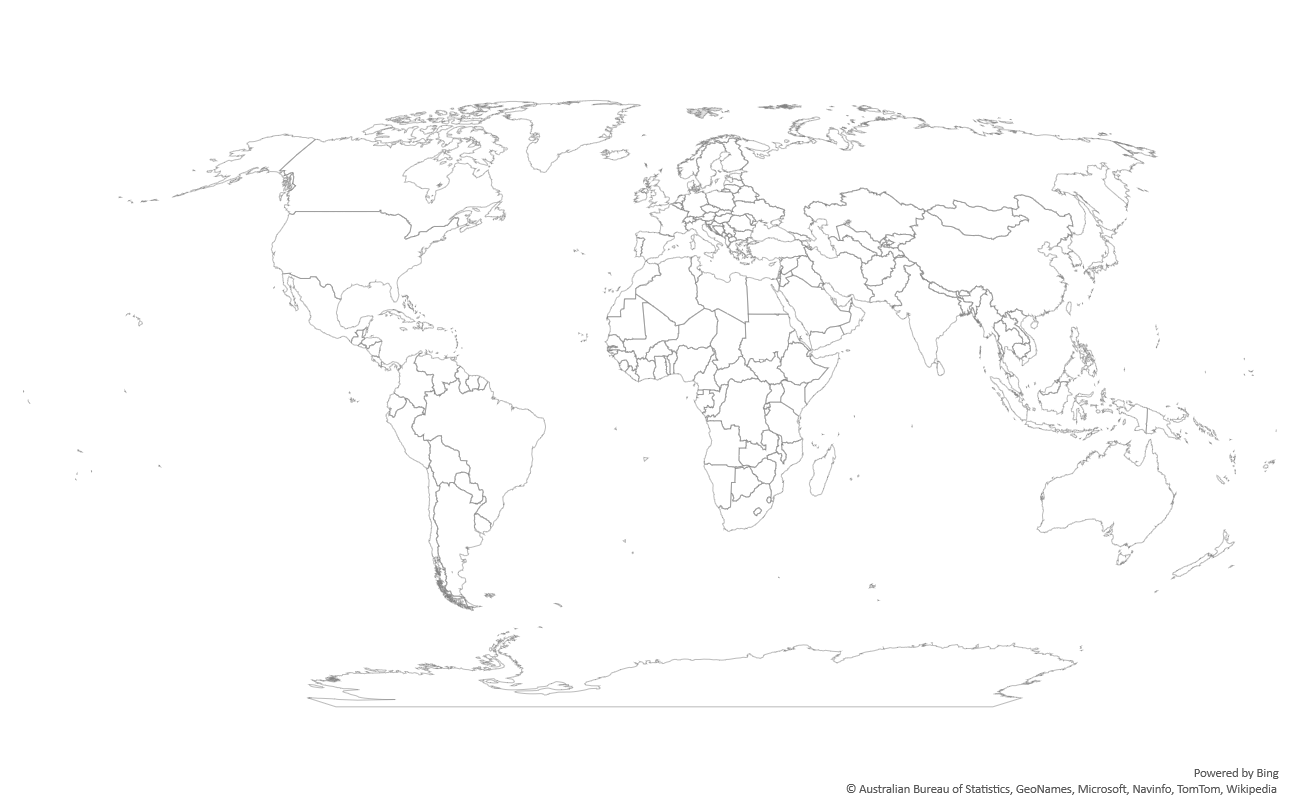 Powered by Bing
© Australian Bureau of Statistics, GeoNames, Microsoft, Navinfo, TomTom, Wikipedia